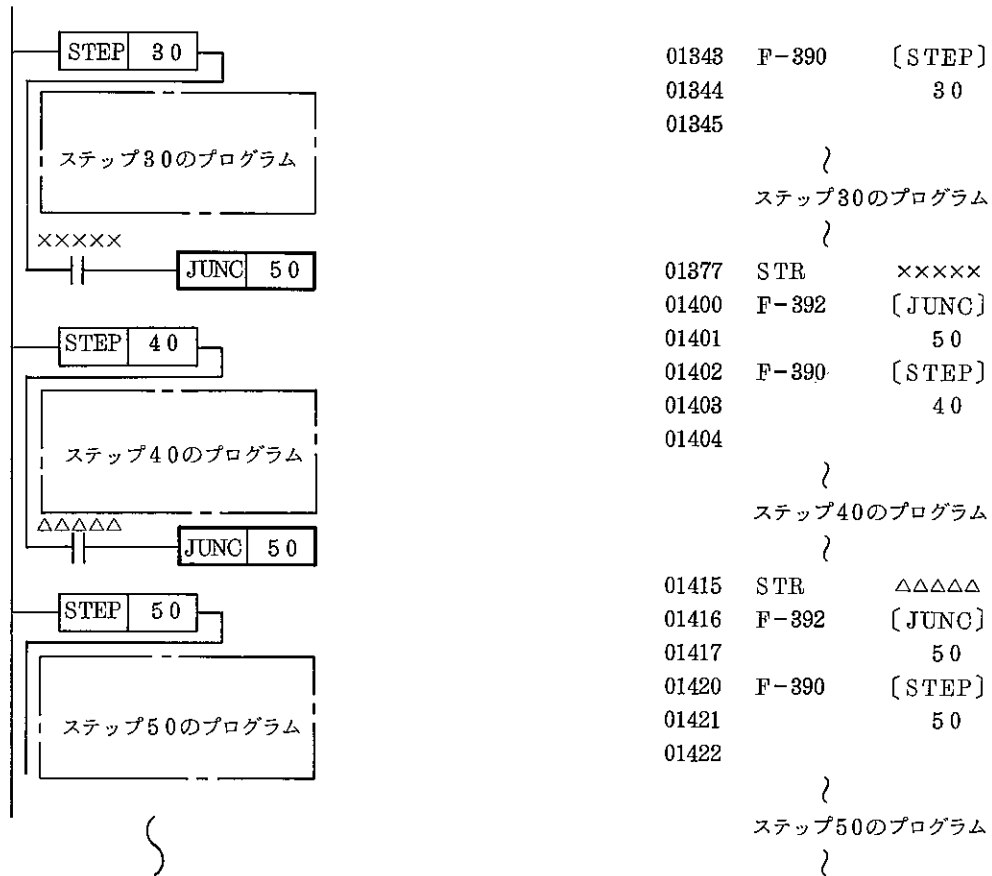 STEP 30
ステップ30のプログラム
×××××
JUNC 50
STEP 40
ステップ40のプログラム
△△△△△
JUNC 50
STEP 50
ステップ50のプログラム
01343 F-390 〔STEP〕
01344 30
01345
ステップ30のプログラム
01377 STR ×××××
01400 F-392 〔JUNC〕
01401 50
01402 F-390 〔STEP〕
01403 40
01404
ステップ40のプログラム
01415 STR △△△△△
01416 F-392 〔JUNC〕
01417 50
01420 F-390 〔STEP〕
01421 50
01422
ステップ50のプログラム